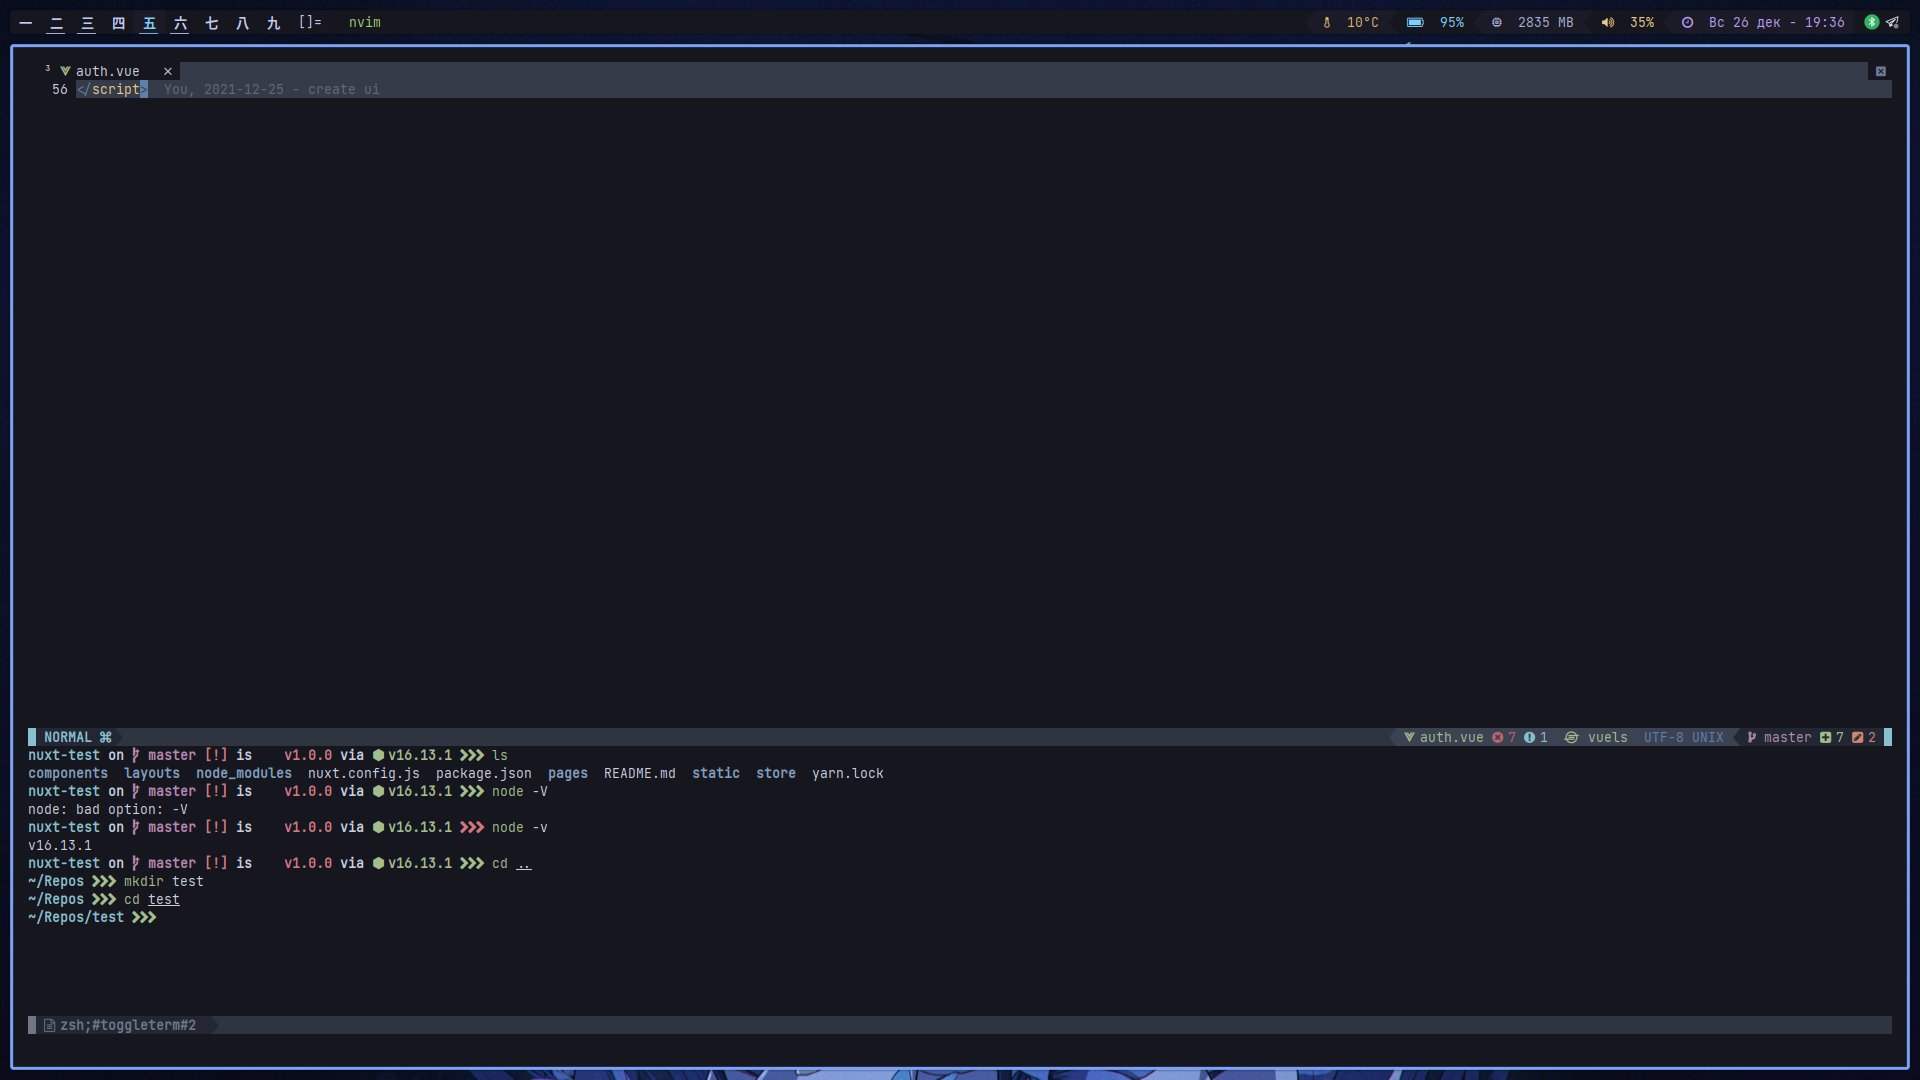 一 二 三 四 五 六 七 八 九 []= nvim 10°C 95% 2835 MB 35% Вс 26 дек - 19:36
3 auth.vue ×
56 </script> You, 2021-12-25 - create ui
NORMAL ⌘ auth.vue 7 1 vuels UTF-8 UNIX master 7 2
nuxt-test on master [!] is v1.0.0 via v16.13.1 ❯❯❯ ls
components layouts node_modules nuxt.config.js package.json pages README.md static store yarn.lock
nuxt-test on master [!] is v1.0.0 via v16.13.1 ❯❯❯ node -V
node: bad option: -V
nuxt-test on master [!] is v1.0.0 via v16.13.1 ❯❯❯ node -v
v16.13.1
nuxt-test on master [!] is v1.0.0 via v16.13.1 ❯❯❯ cd ..
~/Repos ❯❯❯ mkdir test
~/Repos ❯❯❯ cd test
~/Repos/test ❯❯❯
zsh;#toggleterm#2